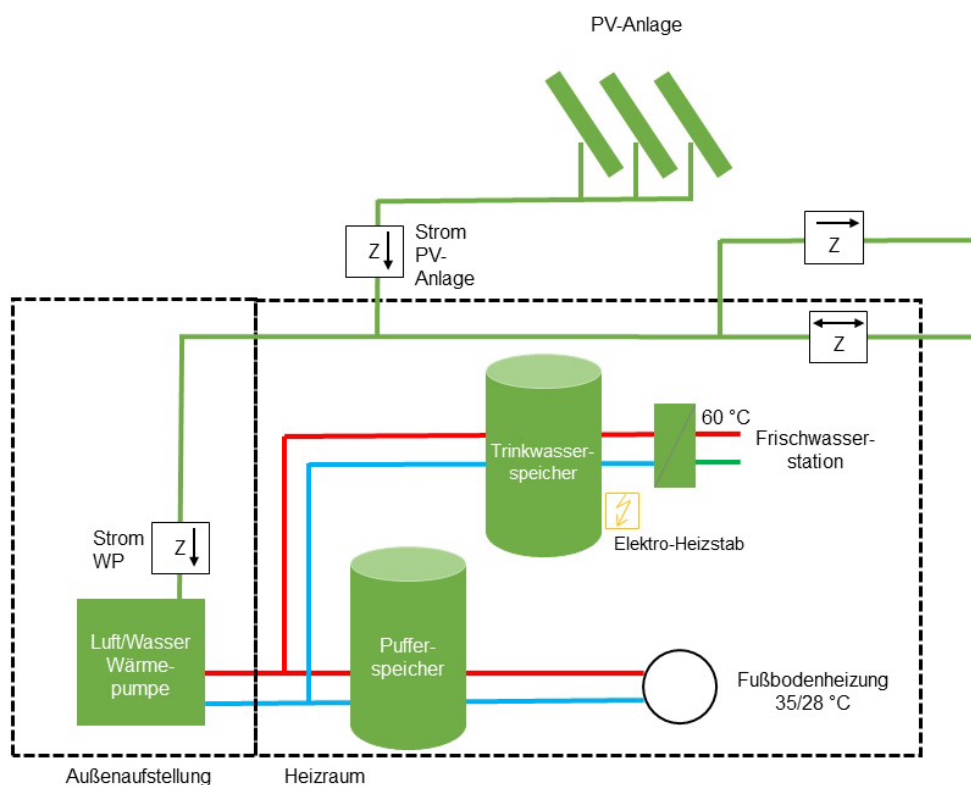 PV-Anlage
Z
Strom
PV-
Anlage
Z
Z
60 °C
Trinkwasser-
speicher
Frischwasser-
station
Elektro-Heizstab
Strom
WP
Z
Luft/Wasser
Wärme-
pumpe
Puffer-
speicher
Fußbodenheizung
35/28 °C
Außenaufstellung
Heizraum